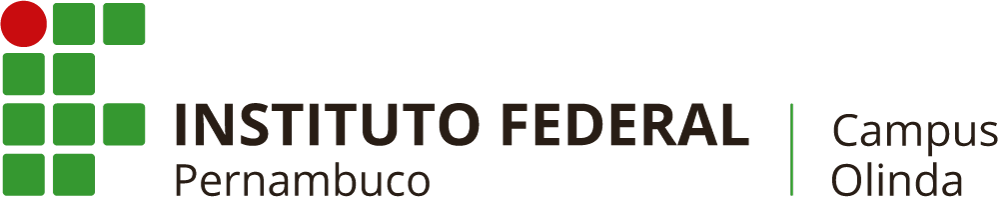 INSTITUTO FEDERAL
Pernambuco
Campus
Olinda